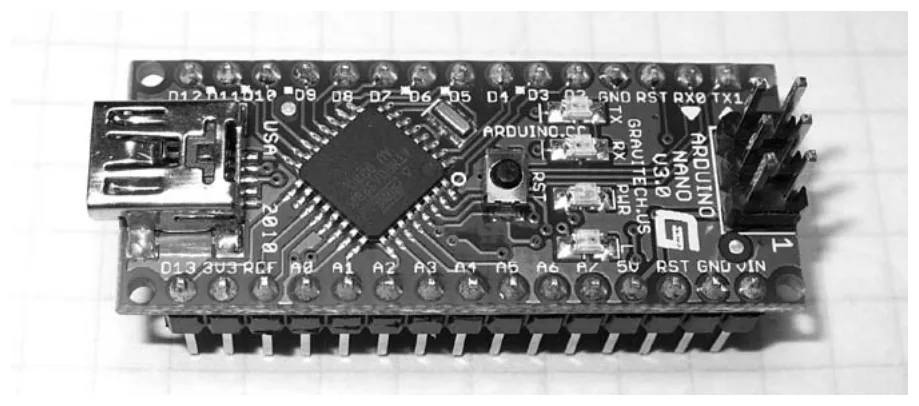 D12 D11 D10 D9 D8 D7 D6 D5 D4 D3 D2 GND RST RX0 TX1
USA
2010
ARDUINO.CC
RST
TX
RX
PWR
L
GRAVITECH.US
ARDUINO
NANO
V3.0
G
1
D13 3V3 REF A0 A1 A2 A3 A4 A5 A6 A7 5V RST GND VIN